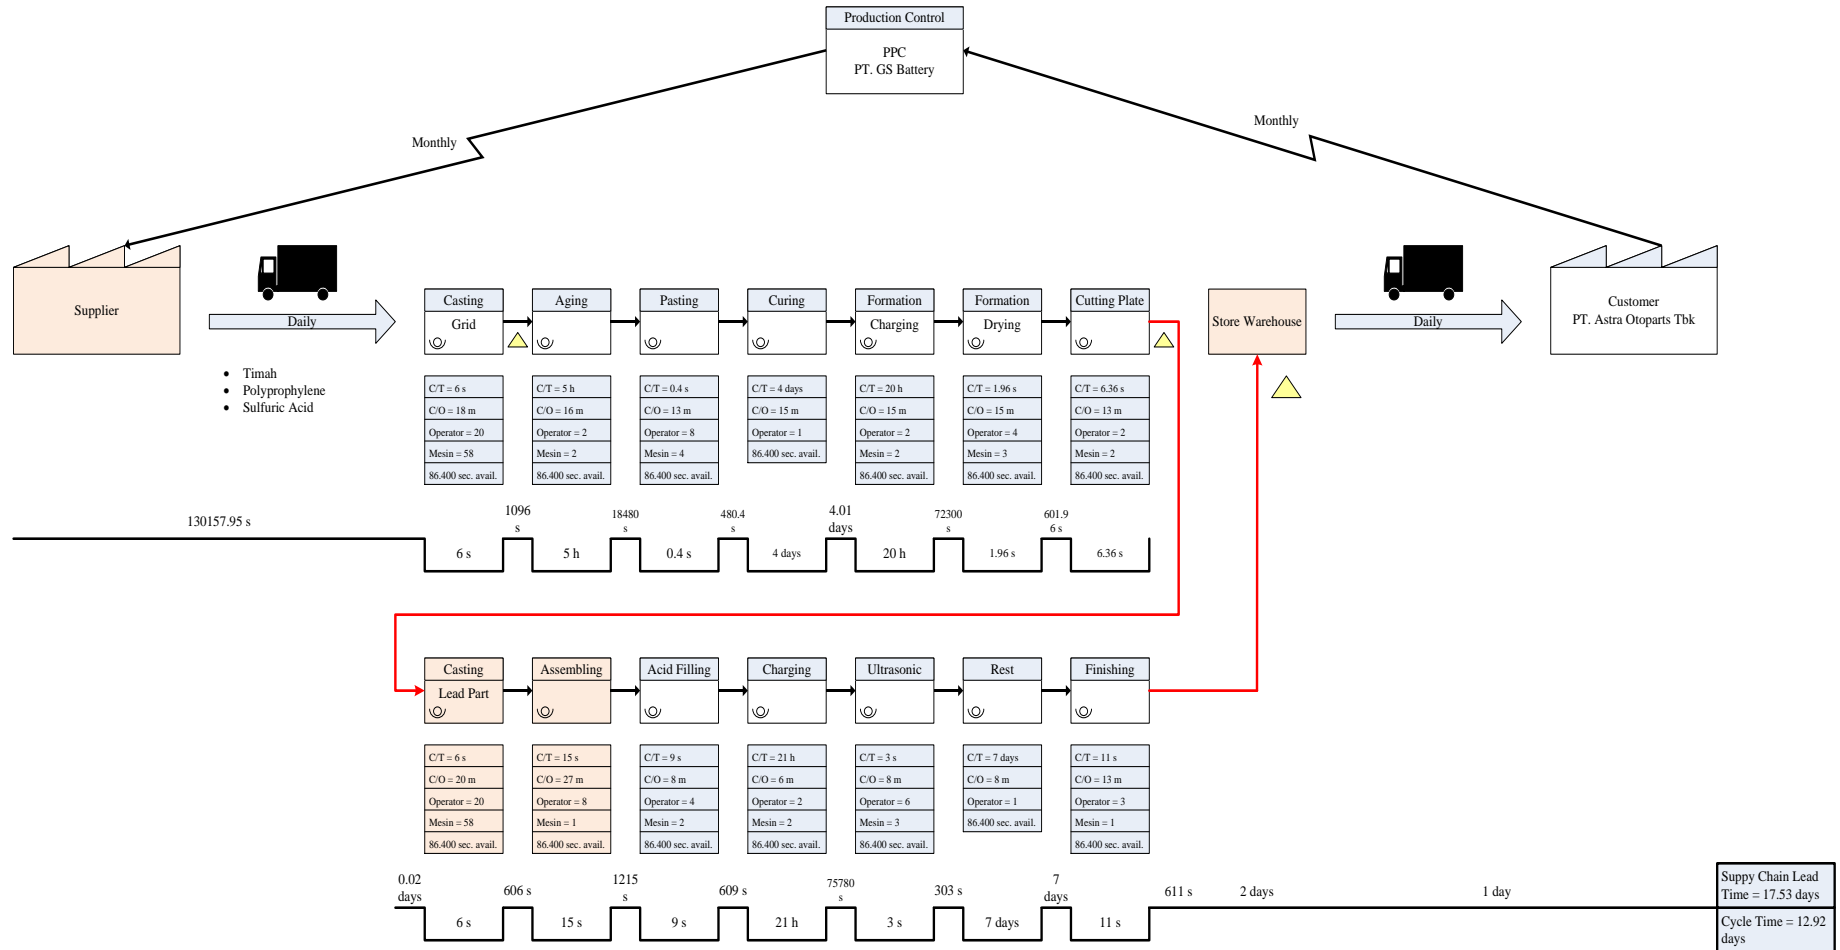 Production Control
PPC
PT. GS Battery
Monthly
Monthly
Supplier
Daily
• Timah
• Polyprophylene
• Sulfuric Acid
Casting
Grid
Aging
Pasting
Curing
Formation
Charging
Formation
Drying
Cutting Plate
Store Warehouse
Daily
Customer
PT. Astra Otoparts Tbk
C/T = 6 s
C/O = 18 m
Operator = 20
Mesin = 58
86.400 sec. avail.
C/T = 5 h
C/O = 16 m
Operator = 2
Mesin = 2
86.400 sec. avail.
C/T = 0.4 s
C/O = 13 m
Operator = 8
Mesin = 4
86.400 sec. avail.
C/T = 4 days
C/O = 15 m
Operator = 1
86.400 sec. avail.
C/T = 20 h
C/O = 15 m
Operator = 2
Mesin = 2
86.400 sec. avail.
C/T = 1.96 s
C/O = 15 m
Operator = 4
Mesin = 3
86.400 sec. avail.
C/T = 6.36 s
C/O = 13 m
Operator = 2
Mesin = 2
86.400 sec. avail.
130157.95 s
6 s
1096
s
5 h
18480
s
0.4 s
480.4
s
4 days
4.01
days
20 h
72300
s
1.96 s
601.9
6 s
6.36 s
Casting
Lead Part
Assembling
Acid Filling
Charging
Ultrasonic
Rest
Finishing
C/T = 6 s
C/O = 20 m
Operator = 20
Mesin = 58
86.400 sec. avail.
C/T = 15 s
C/O = 27 m
Operator = 8
Mesin = 1
86.400 sec. avail.
C/T = 9 s
C/O = 8 m
Operator = 4
Mesin = 2
86.400 sec. avail.
C/T = 21 h
C/O = 6 m
Operator = 2
Mesin = 2
86.400 sec. avail.
C/T = 3 s
C/O = 8 m
Operator = 6
Mesin = 3
86.400 sec. avail.
C/T = 7 days
C/O = 8 m
Operator = 1
86.400 sec. avail.
C/T = 11 s
C/O = 13 m
Operator = 3
Mesin = 1
86.400 sec. avail.
0.02
days
6 s
606 s
15 s
1215
s
9 s
609 s
21 h
75780
s
3 s
303 s
7 days
7
days
11 s
611 s
2 days
1 day
Suppy Chain Lead
Time = 17.53 days
Cycle Time = 12.92
days